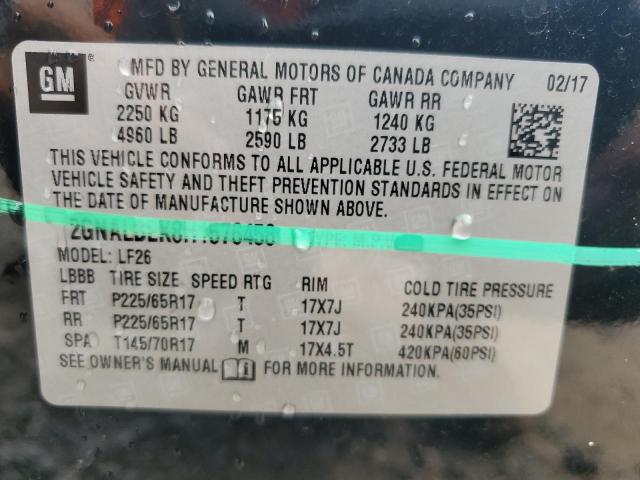 GM ® MFD BY GENERAL MOTORS OF CANADA COMPANY 02/17
GVWR GAWR FRT GAWR RR
2250 KG 1175 KG 1240 KG
4960 LB 2590 LB 2733 LB
THIS VEHICLE CONFORMS TO ALL APPLICABLE U.S. FEDERAL MOTOR
VEHICLE SAFETY AND THEFT PREVENTION STANDARDS IN EFFECT ON
THE DATE OF MANUFACTURE SHOWN ABOVE.
MODEL: LF26
LBBB TIRE SIZE SPEED RTG RIM COLD TIRE PRESSURE
FRT P225/65R17 T 17X7J 240KPA(35PSI)
RR P225/65R17 T 17X7J 240KPA(35PSI)
SPA T145/70R17 M 17X4.5T 420KPA(60PSI)
SEE OWNER'S MANUAL FOR MORE INFORMATION.